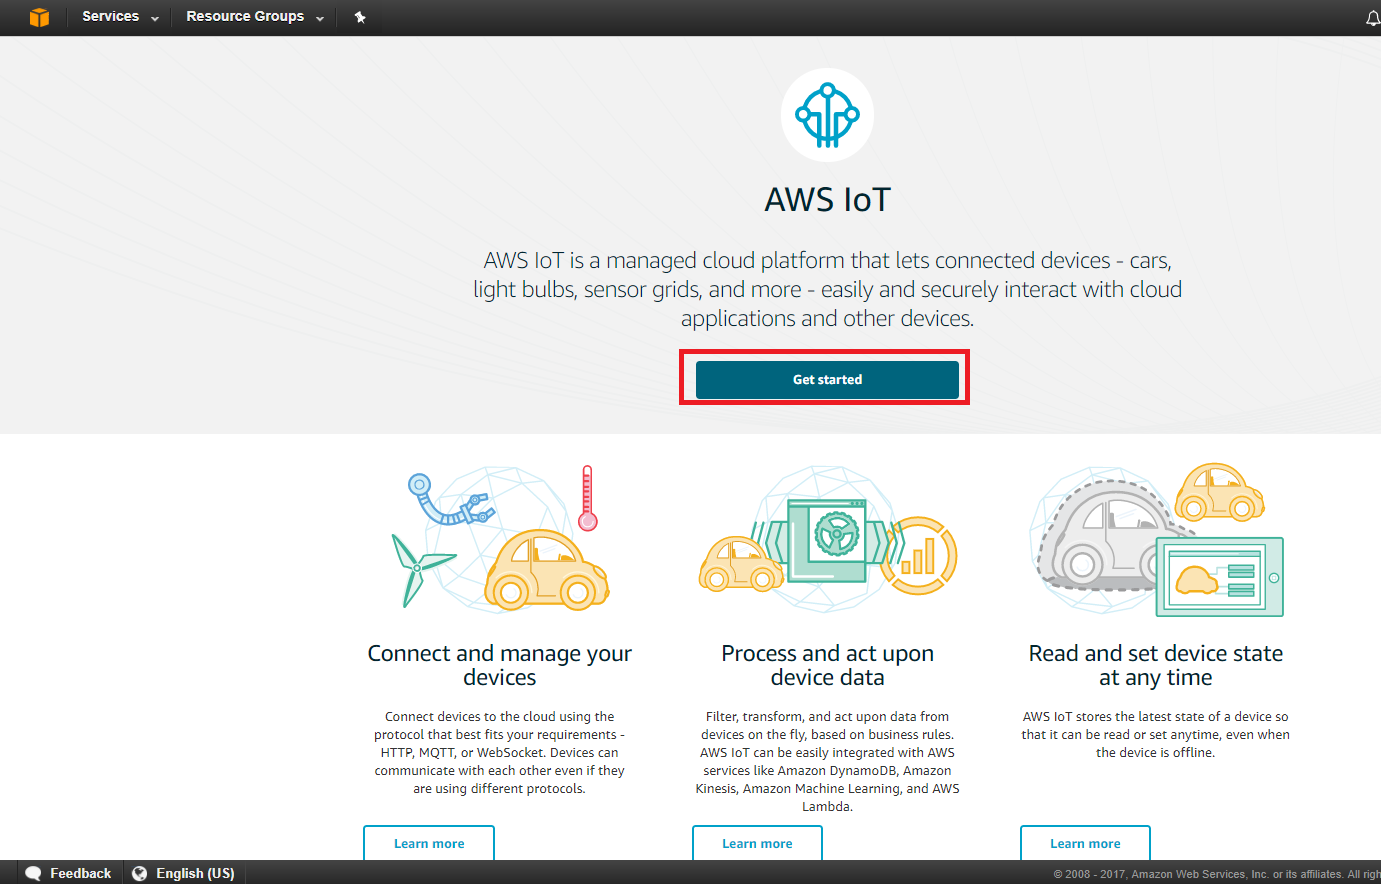 Services Resource Groups
AWS IoT
AWS IoT is a managed cloud platform that lets connected devices - cars,
light bulbs, sensor grids, and more - easily and securely interact with cloud
applications and other devices.
Get started
Connect and manage your
devices
Connect devices to the cloud using the
protocol that best fits your requirements -
HTTP, MQTT, or WebSocket. Devices can
communicate with each other even if they
are using different protocols.
Learn more
Process and act upon
device data
Filter, transform, and act upon data from
devices on the fly, based on business rules.
AWS IoT can be easily integrated with AWS
services like Amazon DynamoDB, Amazon
Kinesis, Amazon Machine Learning, and AWS
Lambda.
Learn more
Read and set device state
at any time
AWS IoT stores the latest state of a device so
that it can be read or set anytime, even when
the device is offline.
Learn more
Feedback English (US) © 2008 - 2017, Amazon Web Services, Inc. or its affiliates. All righ